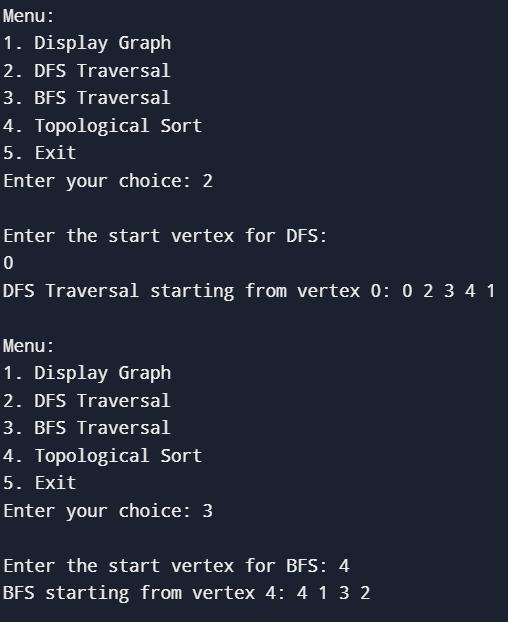 Menu:
1. Display Graph
2. DFS Traversal
3. BFS Traversal
4. Topological Sort
5. Exit
Enter your choice: 2
Enter the start vertex for DFS:
0
DFS Traversal starting from vertex 0: 0 2 3 4 1
Menu:
1. Display Graph
2. DFS Traversal
3. BFS Traversal
4. Topological Sort
5. Exit
Enter your choice: 3
Enter the start vertex for BFS: 4
BFS starting from vertex 4: 4 1 3 2